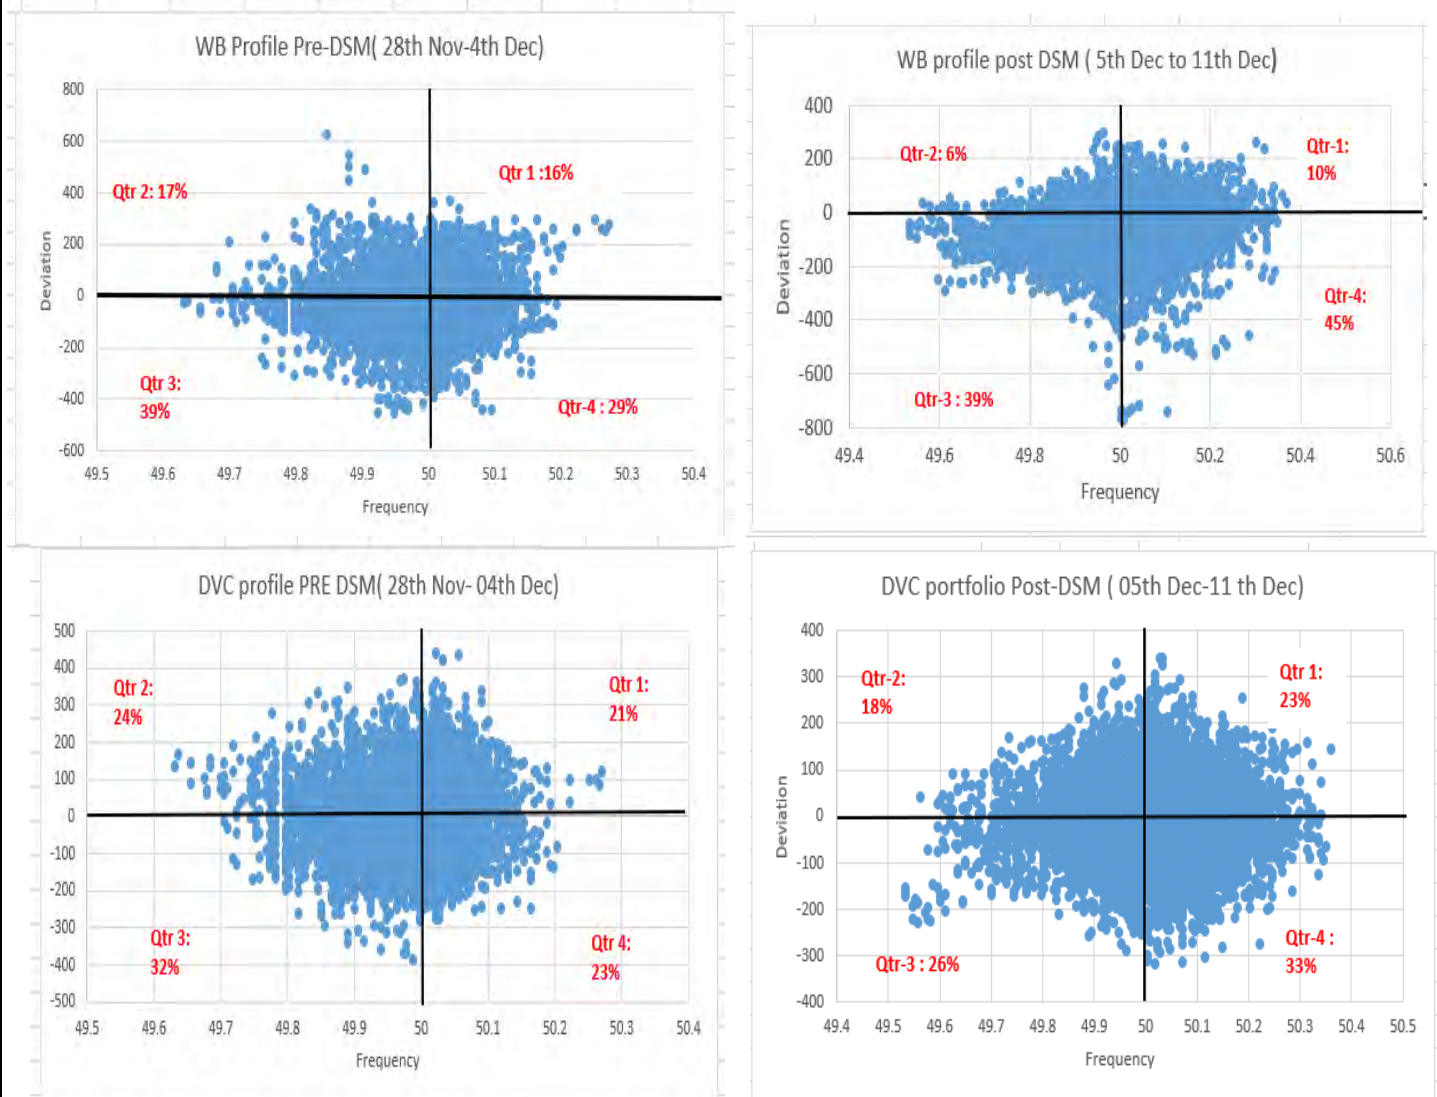 WB Profile Pre-DSM( 28th Nov-4th Dec)
800
600
400
200
0
-200
-400
-600
Deviation
Qtr 2: 17%
Qtr 1 :16%
Qtr 3:
39%
Qtr-4 : 29%
49.5 49.6 49.7 49.8 49.9 50 50.1 50.2 50.3 50.4
Frequency
WB profile post DSM ( 5th Dec to 11th Dec)
400
200
0
-200
-400
-600
-800
Deviation
Qtr-2: 6%
Qtr-1:
10%
Qtr-4:
45%
Qtr-3 : 39%
49.4 49.6 49.8 50 50.2 50.4 50.6
Frequency
DVC profile PRE DSM( 28th Nov- 04th Dec)
500
400
300
200
100
0
-100
-200
-300
-400
-500
Qtr 2:
24%
Qtr 1:
21%
Qtr 3:
32%
Qtr 4:
23%
49.5 49.6 49.7 49.8 49.9 50 50.1 50.2 50.3 50.4
Frequency
DVC portfolio Post-DSM ( 05th Dec-11 th Dec)
400
300
200
100
0
-100
-200
-300
-400
Deviation
Qtr-2:
18%
Qtr 1:
23%
Qtr-3 : 26%
Qtr-4 :
33%
49.4 49.5 49.6 49.7 49.8 49.9 50 50.1 50.2 50.3 50.4 50.5
Frequency